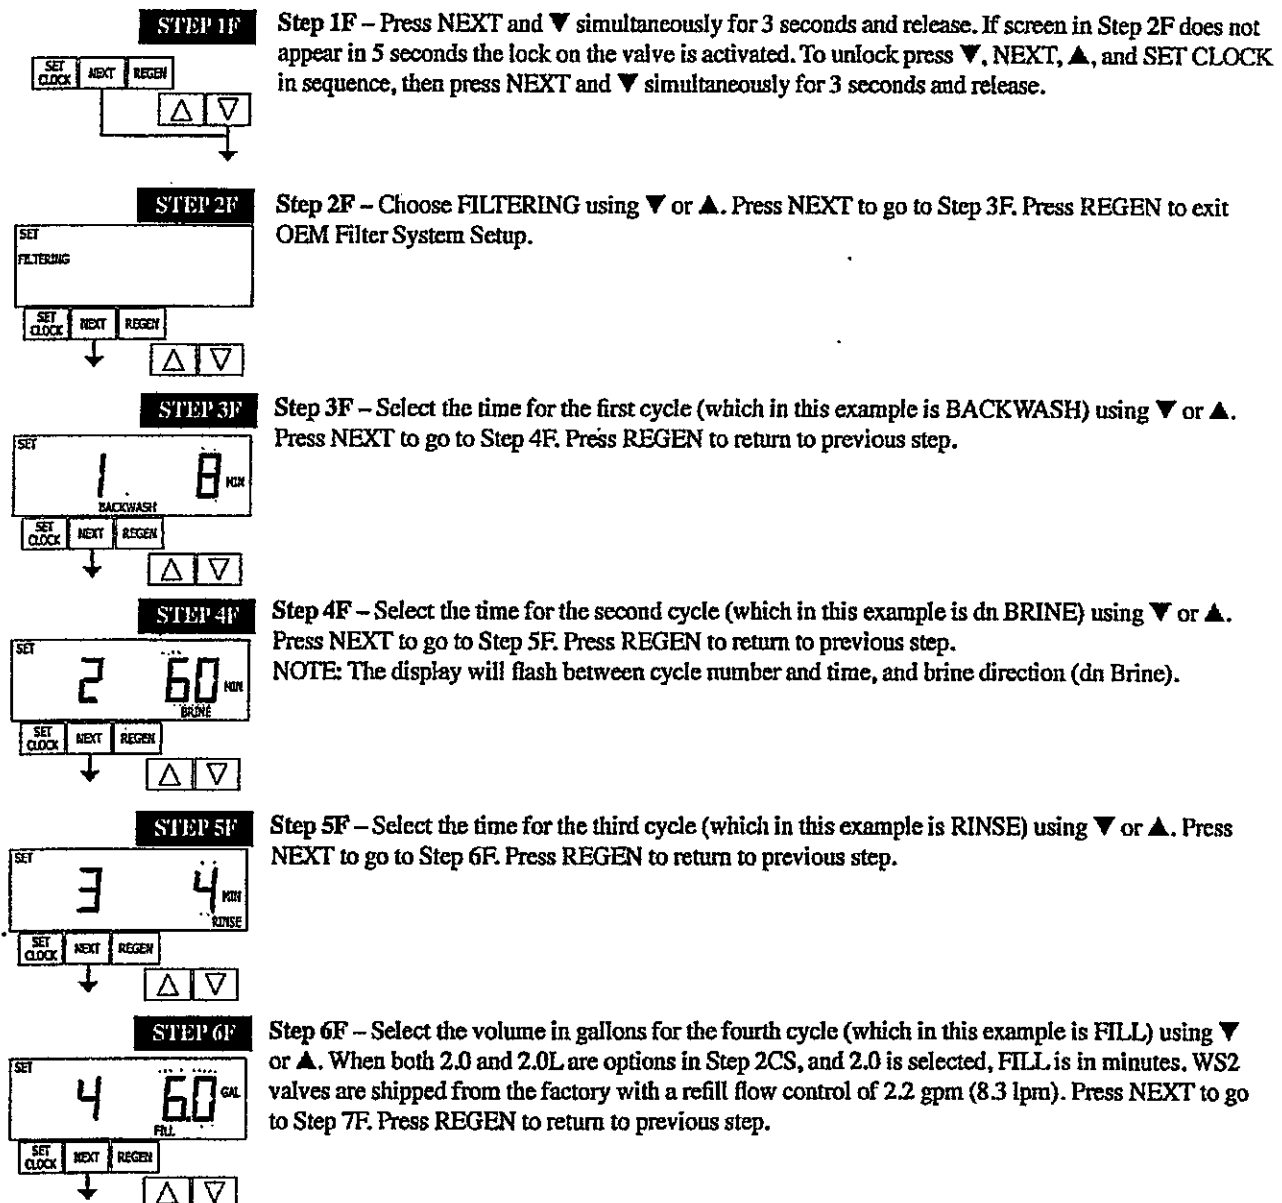 STEP 1F
Step 1F – Press NEXT and ▼ simultaneously for 3 seconds and release. If screen in Step 2F does not
appear in 5 seconds the lock on the valve is activated. To unlock press ▼, NEXT, ▲, and SET CLOCK
in sequence, then press NEXT and ▼ simultaneously for 3 seconds and release.
SET CLOCK NEXT REGEN
△ ▽
STEP 2F
Step 2F – Choose FILTERING using ▼ or ▲. Press NEXT to go to Step 3F. Press REGEN to exit
OEM Filter System Setup.
SET
FILTERING
SET CLOCK NEXT REGEN
△ ▽
STEP 3F
Step 3F – Select the time for the first cycle (which in this example is BACKWASH) using ▼ or ▲.
Press NEXT to go to Step 4F. Press REGEN to return to previous step.
SET
1 8 MIN
BACKWASH
SET CLOCK NEXT REGEN
△ ▽
STEP 4F
Step 4F – Select the time for the second cycle (which in this example is dn BRINE) using ▼ or ▲.
Press NEXT to go to Step 5F. Press REGEN to return to previous step.
NOTE: The display will flash between cycle number and time, and brine direction (dn Brine).
SET
2 60 MIN
BRINE
SET CLOCK NEXT REGEN
△ ▽
STEP 5F
Step 5F – Select the time for the third cycle (which in this example is RINSE) using ▼ or ▲. Press
NEXT to go to Step 6F. Press REGEN to return to previous step.
SET
3 4 MIN
RINSE
SET CLOCK NEXT REGEN
△ ▽
STEP 6F
Step 6F – Select the volume in gallons for the fourth cycle (which in this example is FILL) using ▼
or ▲. When both 2.0 and 2.0L are options in Step 2CS, and 2.0 is selected, FILL is in minutes. WS2
valves are shipped from the factory with a refill flow control of 2.2 gpm (8.3 lpm). Press NEXT to go
to Step 7F. Press REGEN to return to previous step.
SET
4 6.0 GAL
FILL
SET CLOCK NEXT REGEN
△ ▽